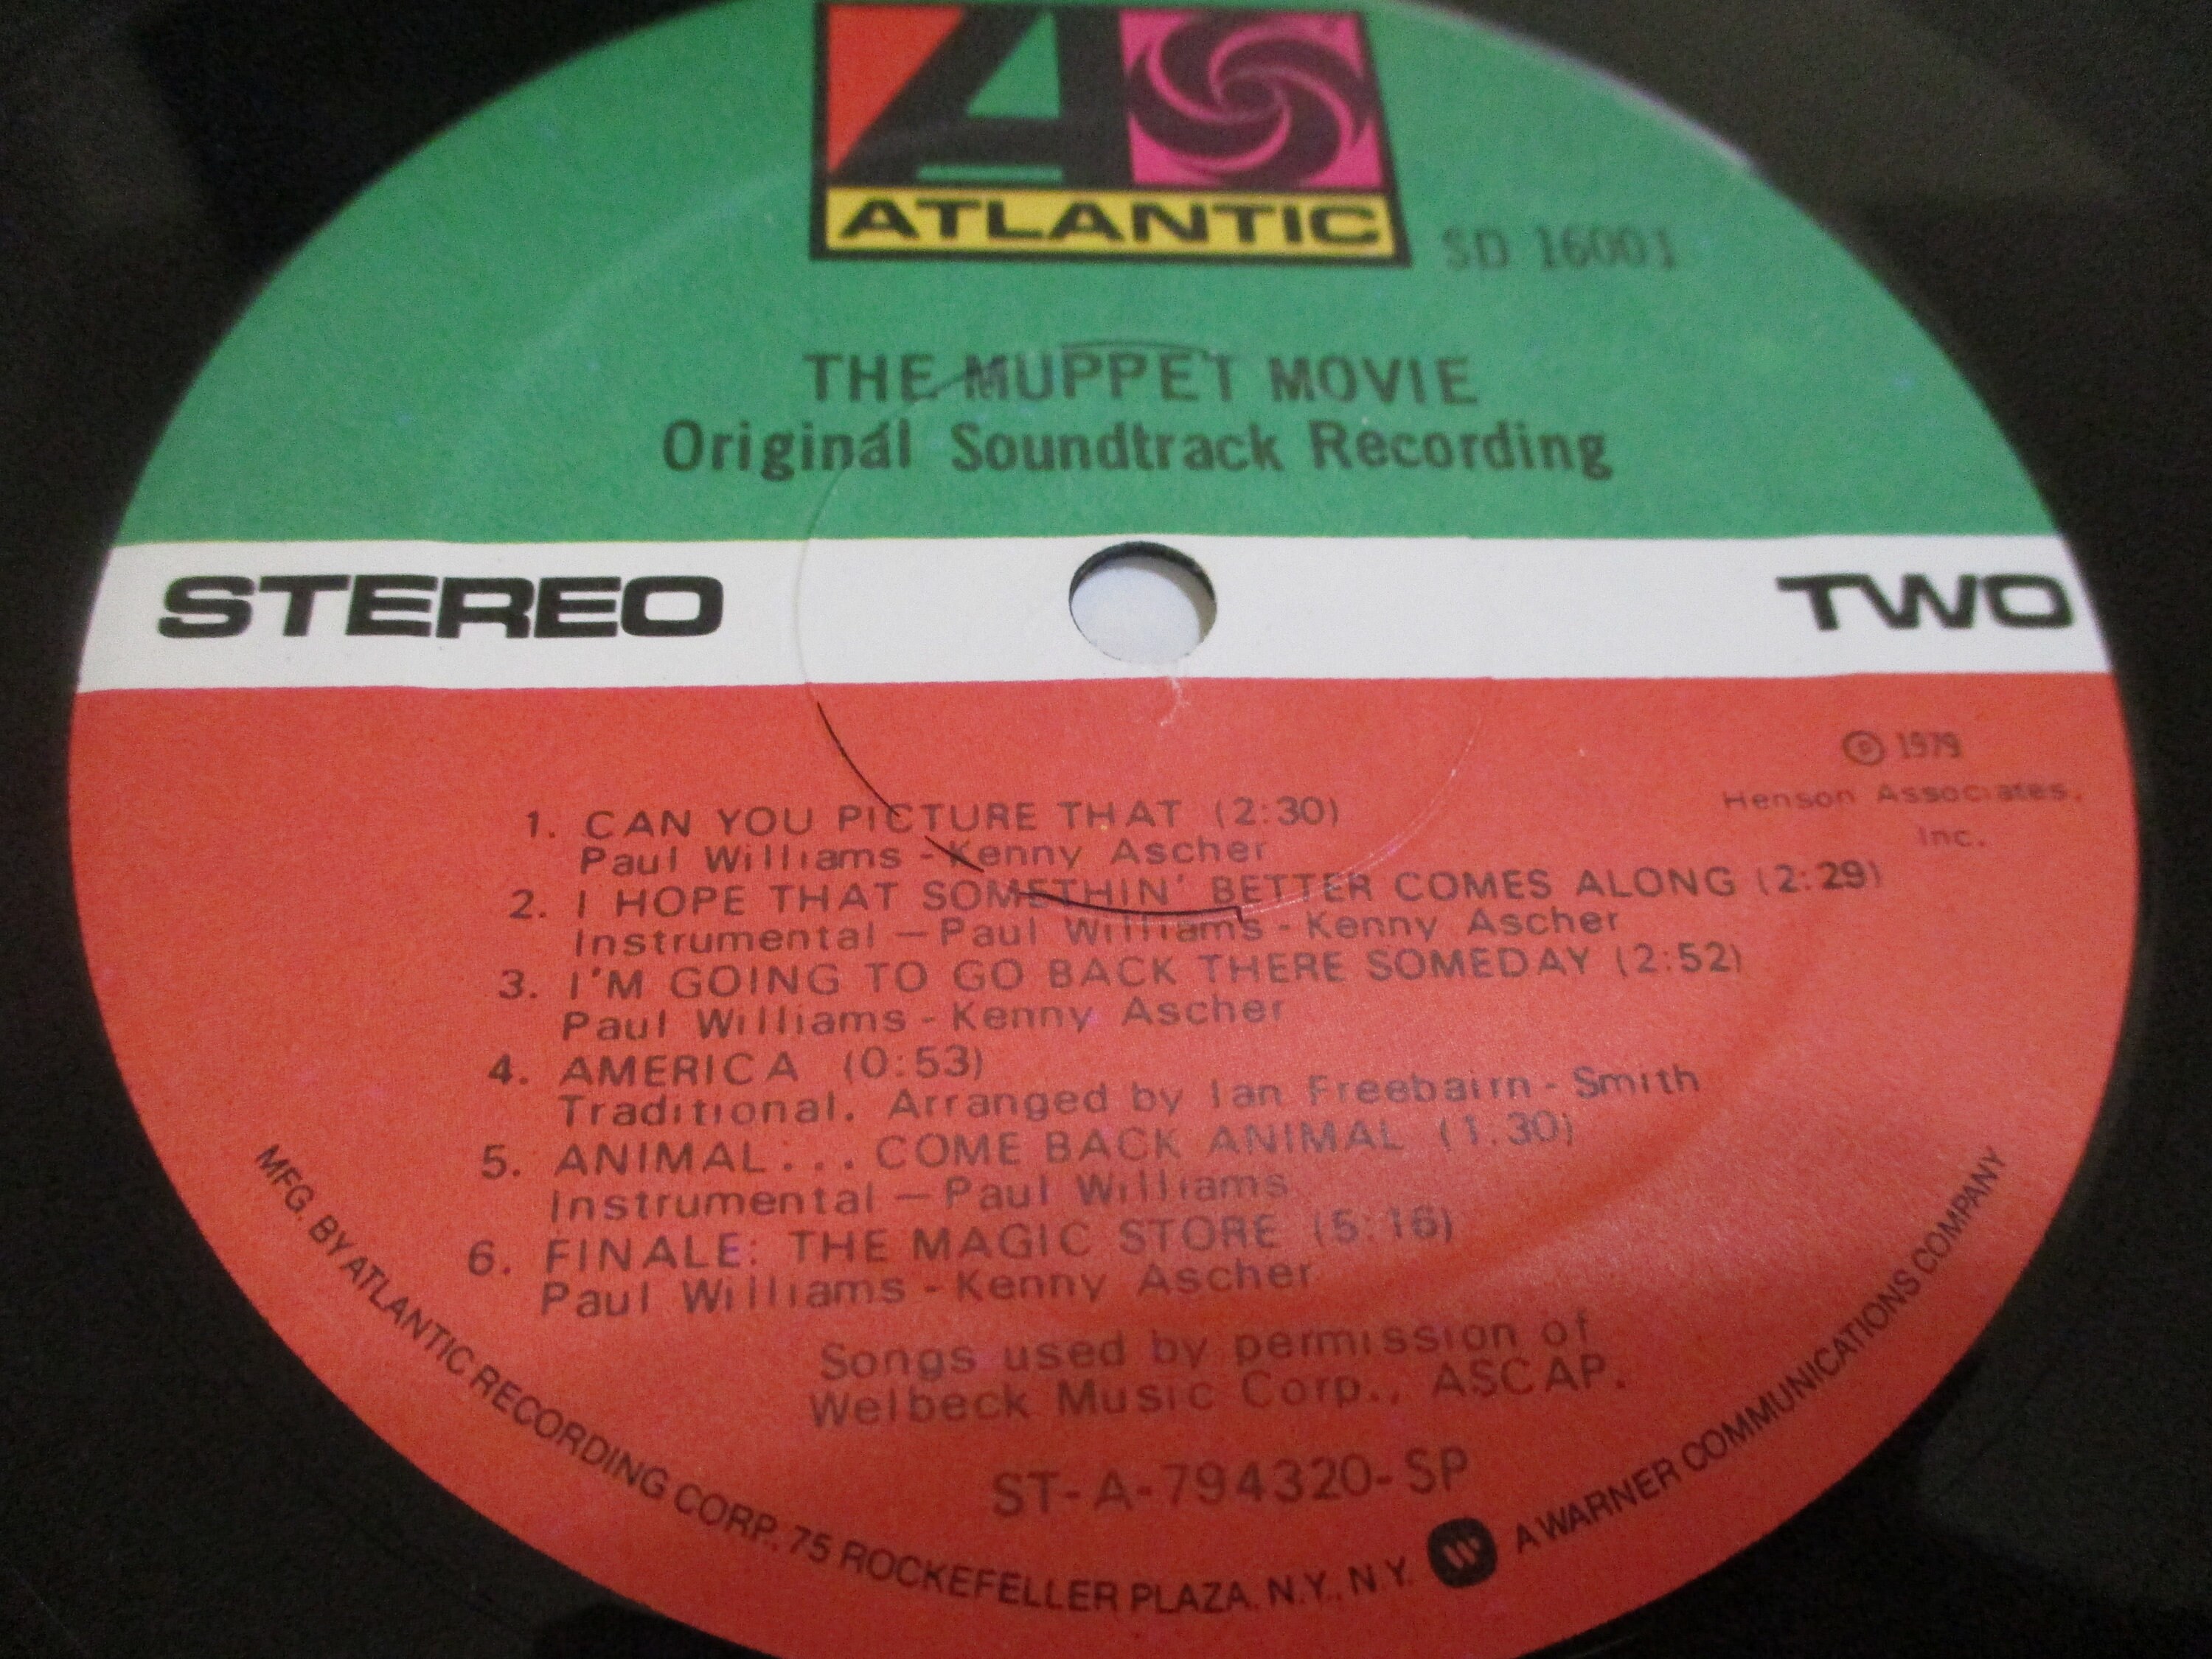 ATLANTIC
SD 16001
THE MUPPET MOVIE
Original Soundtrack Recording
STEREO
TWO
Ⓟ 1979
Henson Associates,
Inc.
1. CAN YOU PICTURE THAT (2:30)
Paul Williams - Kenny Ascher
2. I HOPE THAT SOMETHIN' BETTER COMES ALONG (2:29)
Instrumental — Paul Williams - Kenny Ascher
3. I'M GOING TO GO BACK THERE SOMEDAY (2:52)
Paul Williams - Kenny Ascher
4. AMERICA (0:53)
Traditional. Arranged by Ian Freebairn - Smith
5. ANIMAL... COME BACK ANIMAL (1:30)
Instrumental — Paul Williams
6. FINALE: THE MAGIC STORE (5:16)
Paul Williams - Kenny Ascher
Songs used by permission of
Welbeck Music Corp., ASCAP.
ST-A-794320-SP
MFG. BY ATLANTIC RECORDING CORP., 75 ROCKEFELLER PLAZA, N.Y., N.Y. W A WARNER COMMUNICATIONS COMPANY